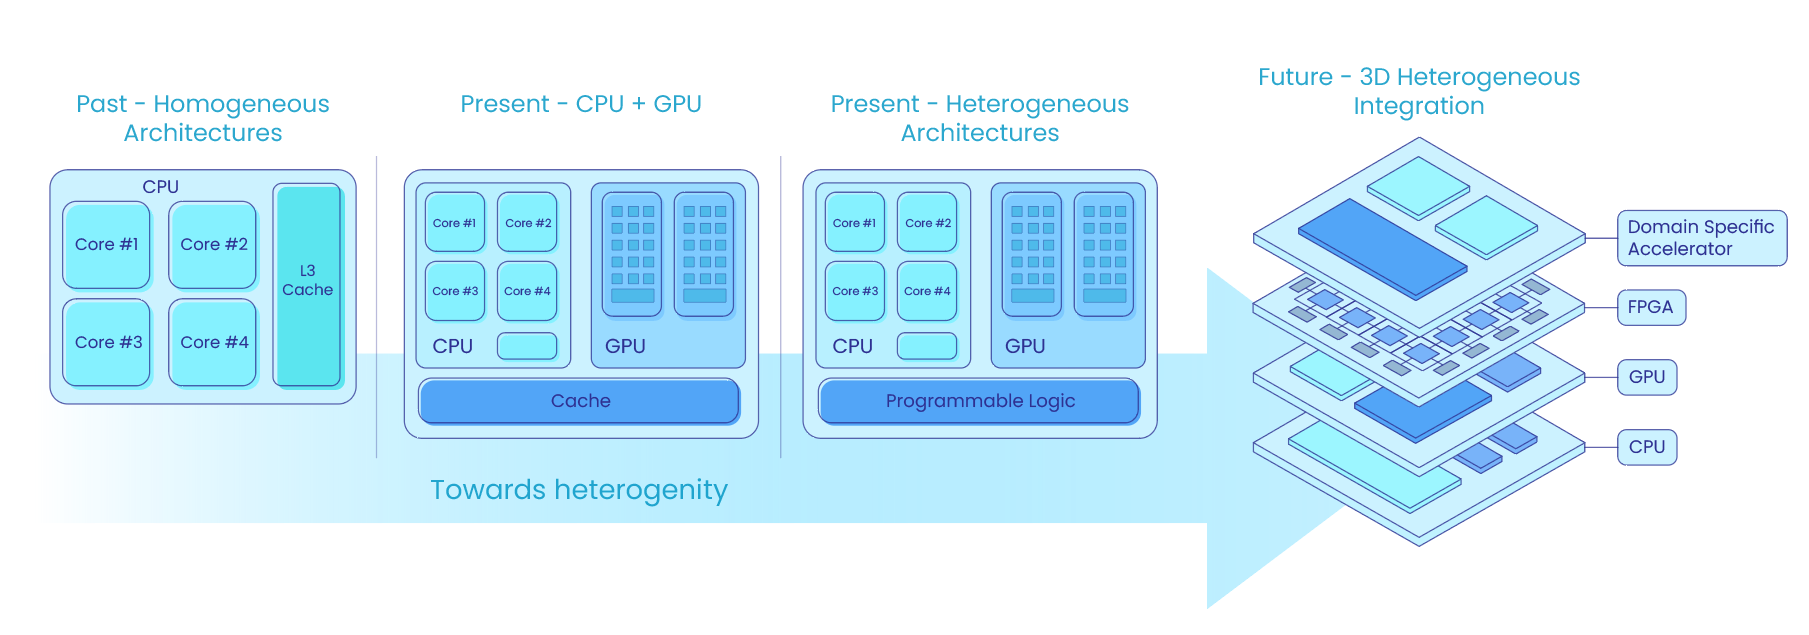 Past - Homogeneous
Architectures
CPU
Core #1
Core #2
Core #3
Core #4
L3
Cache
Present - CPU + GPU
Core #1
Core #2
Core #3
Core #4
CPU
GPU
Cache
Present - Heterogeneous
Architectures
Core #1
Core #2
Core #3
Core #4
CPU
GPU
Programmable Logic
Future - 3D Heterogeneous
Integration
Domain Specific
Accelerator
FPGA
GPU
CPU
Towards heterogenity